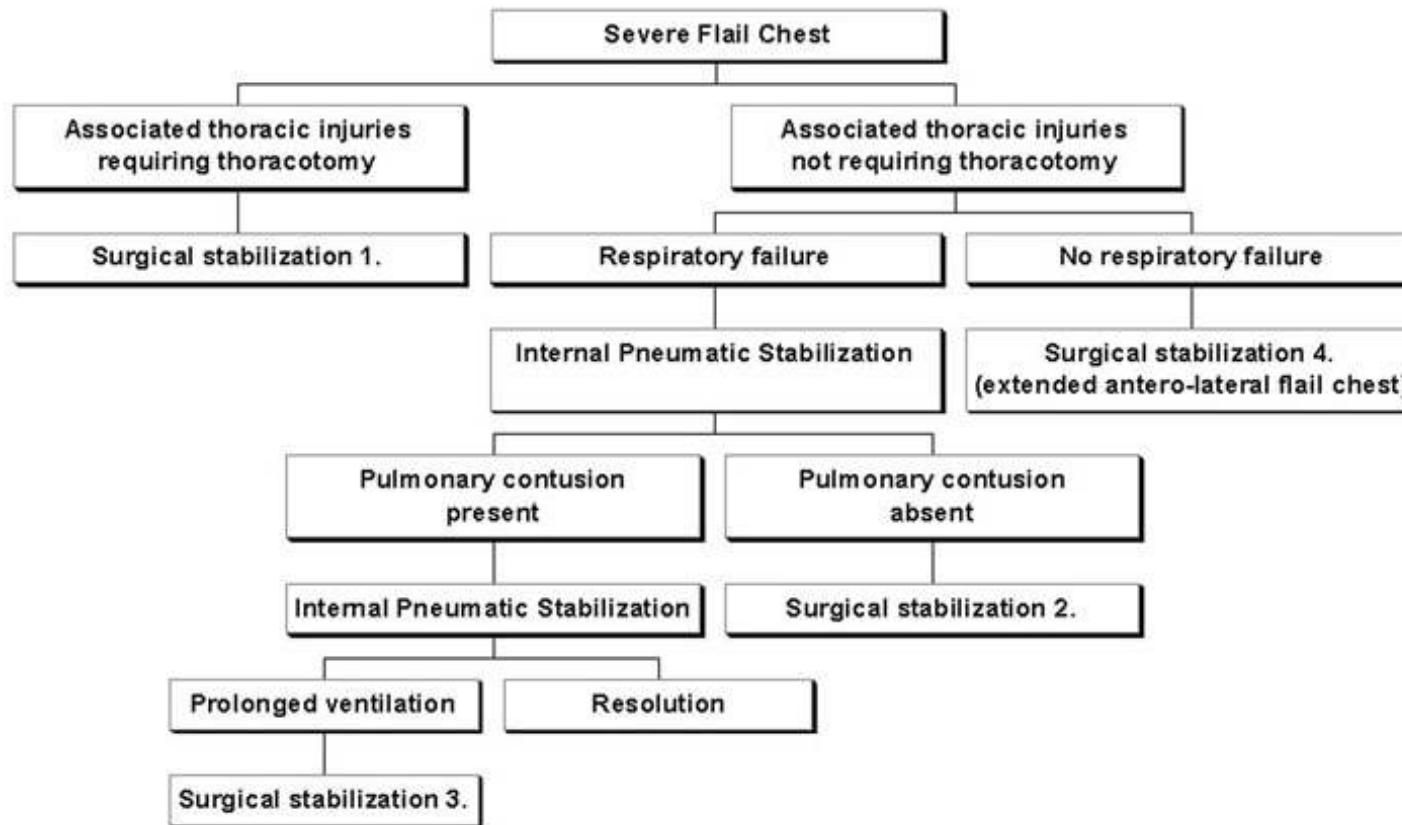 Severe Flail Chest
Associated thoracic injuries
requiring thoracotomy
Associated thoracic injuries
not requiring thoracotomy
Surgical stabilization 1.
Respiratory failure
No respiratory failure
Internal Pneumatic Stabilization
Surgical stabilization 4.
(extended antero-lateral flail chest)
Pulmonary contusion
present
Pulmonary contusion
absent
Internal Pneumatic Stabilization
Surgical stabilization 2.
Prolonged ventilation
Resolution
Surgical stabilization 3.